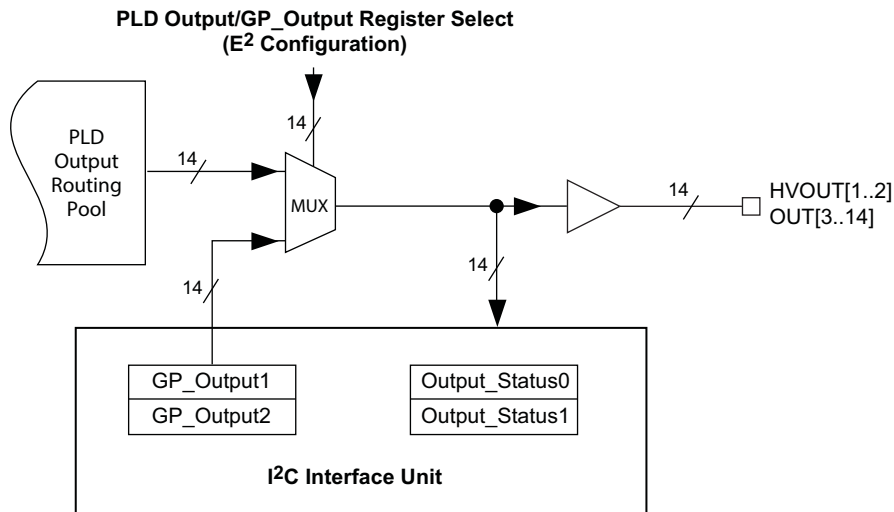 PLD Output/GP_Output Register Select
(E² Configuration)
14
PLD
Output
Routing
Pool
14
MUX
14
HVOUT[1..2]
OUT[3..14]
14
14
GP_Output1
GP_Output2
Output_Status0
Output_Status1
I²C Interface Unit